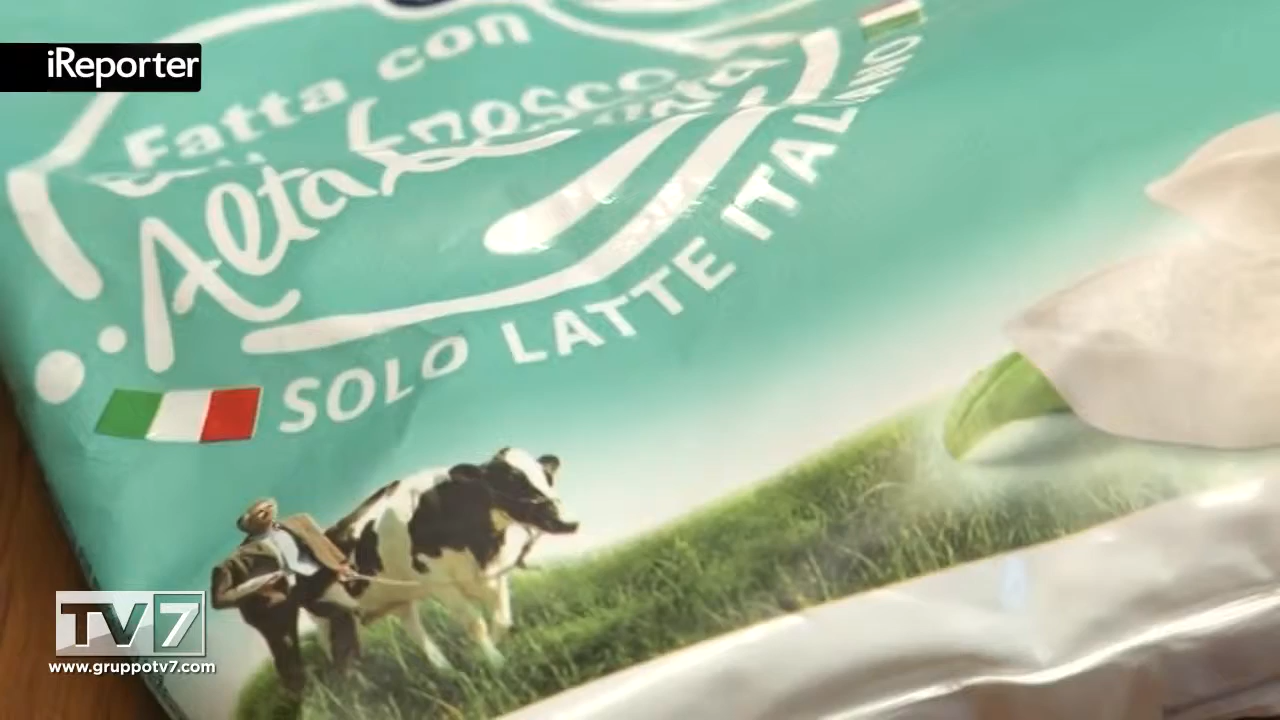 iReporter
Fatta con
Alta
SOLO LATTE ITALIANO
TV7
www.gruppotv7.com